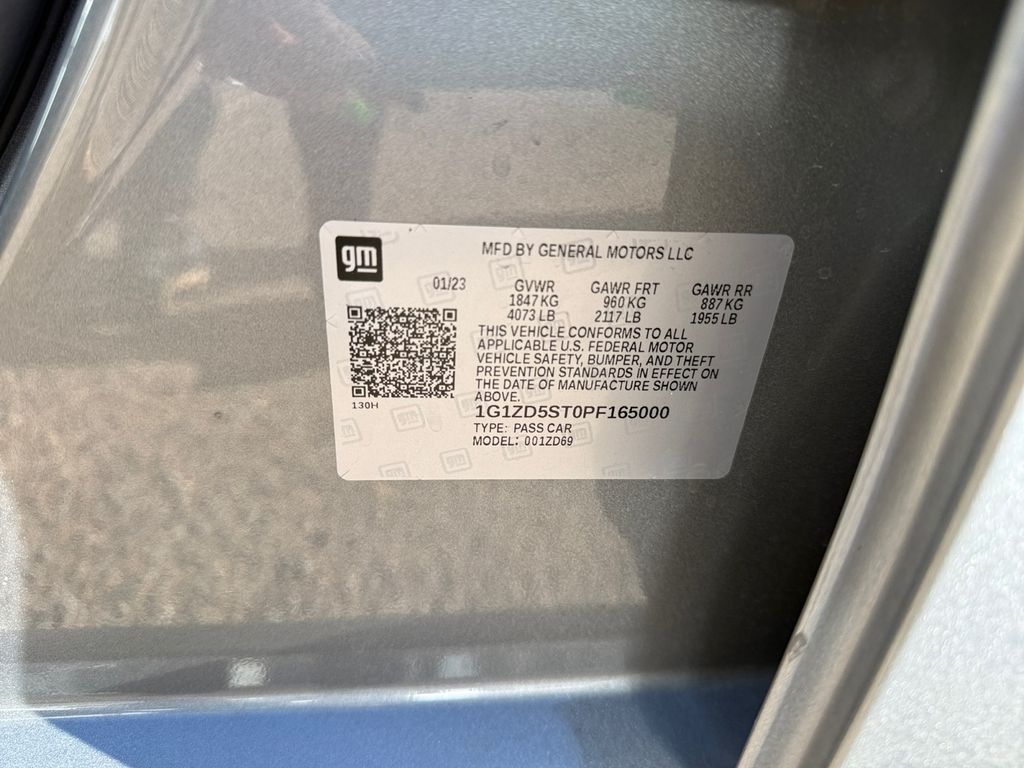 gm
MFD BY GENERAL MOTORS LLC
01/23 GVWR GAWR FRT GAWR RR
1847 KG 960 KG 887 KG
4073 LB 2117 LB 1955 LB
THIS VEHICLE CONFORMS TO ALL
APPLICABLE U.S. FEDERAL MOTOR
VEHICLE SAFETY, BUMPER, AND THEFT
PREVENTION STANDARDS IN EFFECT ON
THE DATE OF MANUFACTURE SHOWN
ABOVE.
130H
1G1ZD5ST0PF165000
TYPE: PASS CAR
MODEL: 001ZD69